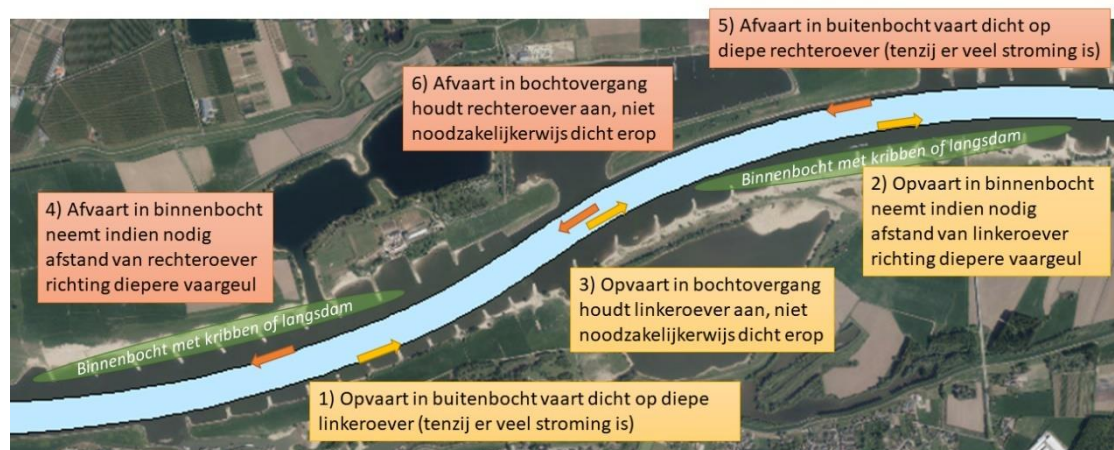 5) Afvaart in buitenbocht vaart dicht op
diepe rechteroever (tenzij er veel stroming is)
6) Afvaart in bochtovergang
houdt rechteroever aan, niet
noodzakelijkerwijs dicht erop
Binnenbocht met kribben of langsdam
2) Opvaart in binnenbocht
neemt indien nodig
afstand van linkeroever
richting diepere vaargeul
4) Afvaart in binnenbocht
neemt indien nodig
afstand van rechteroever
richting diepere vaargeul
3) Opvaart in bochtovergang
houdt linkeroever aan, niet
noodzakelijkerwijs dicht erop
Binnenbocht met kribben of langsdam
1) Opvaart in buitenbocht vaart dicht op diepe
linkeroever (tenzij er veel stroming is)